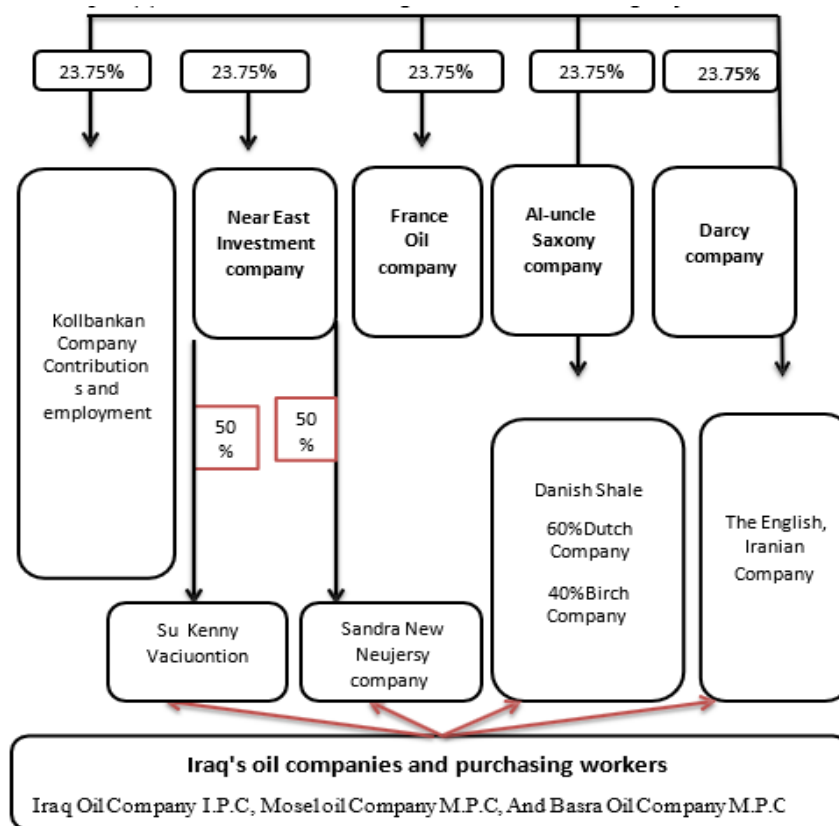 23.75%
23.75%
23.75%
23.75%
23.75%
Kollbankan
Company
Contribution
s and
employment
Near East
Investment
company
France
Oil
company
Al-uncle
Saxony
company
Darcy
company
50
%
50
%
Su Kenny
Vaciuontion
Sandra New
Neujersy
company
Danish Shale
60%Dutch
Company
40%Birch
Company
The English,
Iranian
Company
Iraq's oil companies and purchasing workers
Iraq Oil Company I.P.C, Mosel oil Company M.P.C, And Basra Oil Company M.P.C